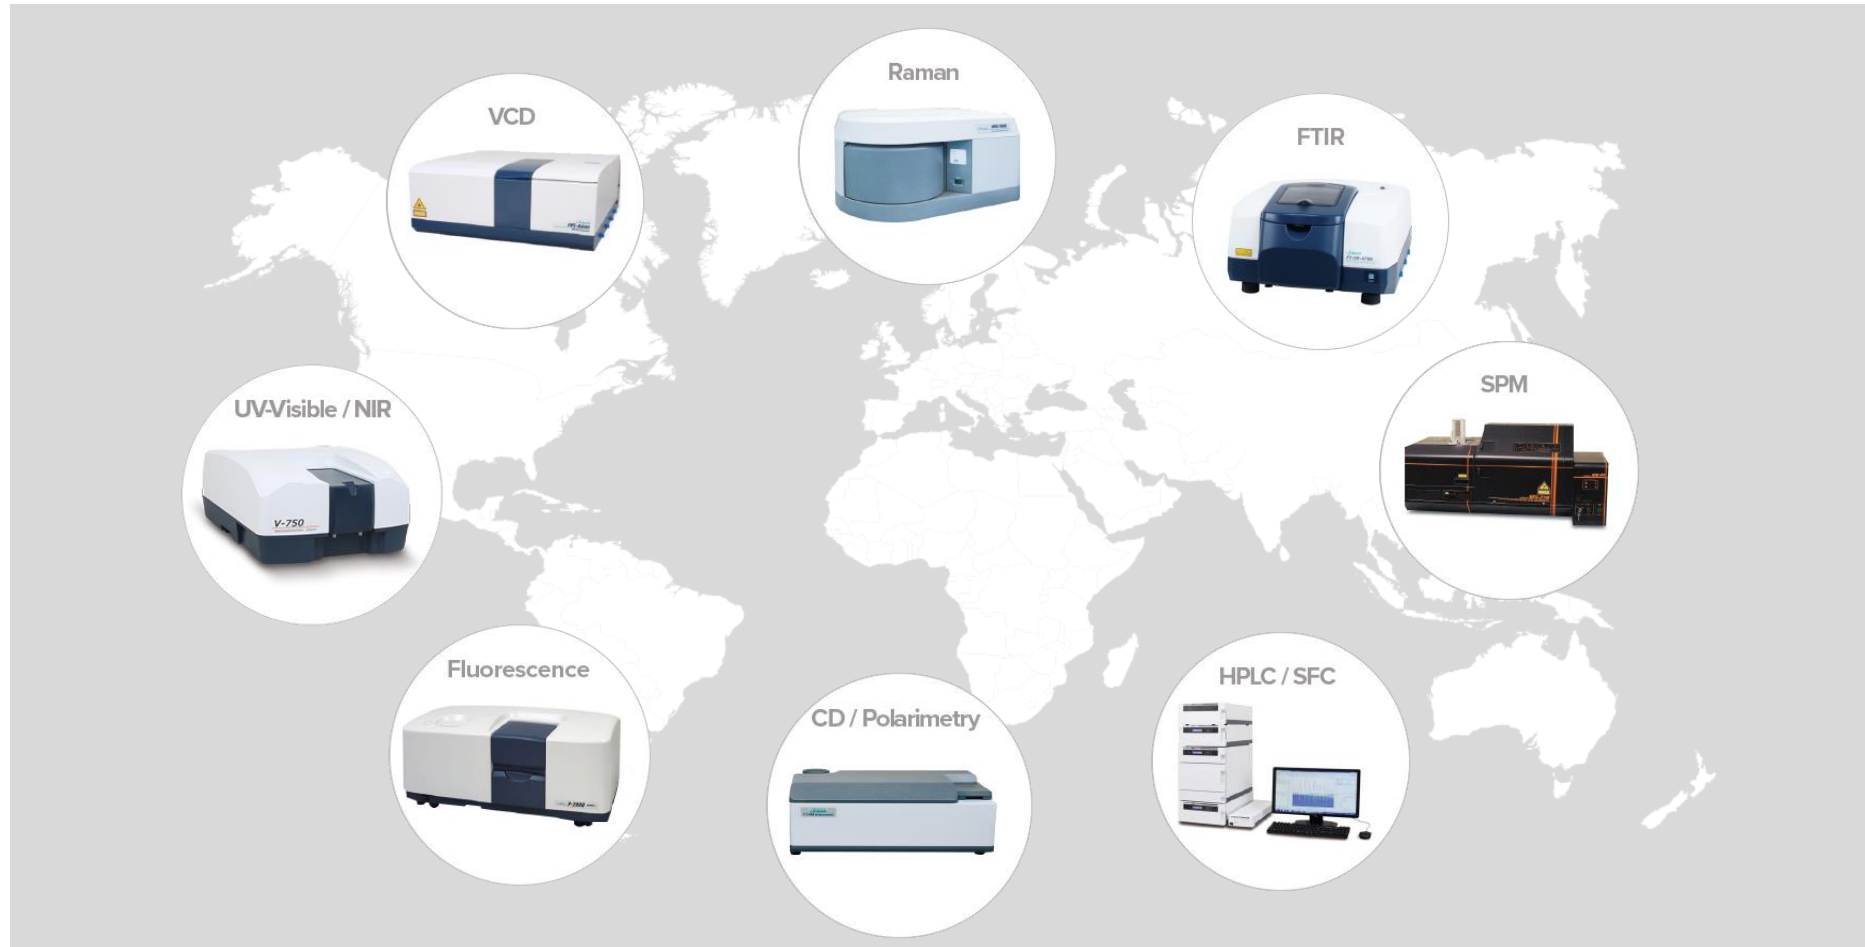 Raman
VCD
FTIR
SPM
UV-Visible / NIR
V-750
Fluorescence
HPLC / SFC
CD / Polarimetry